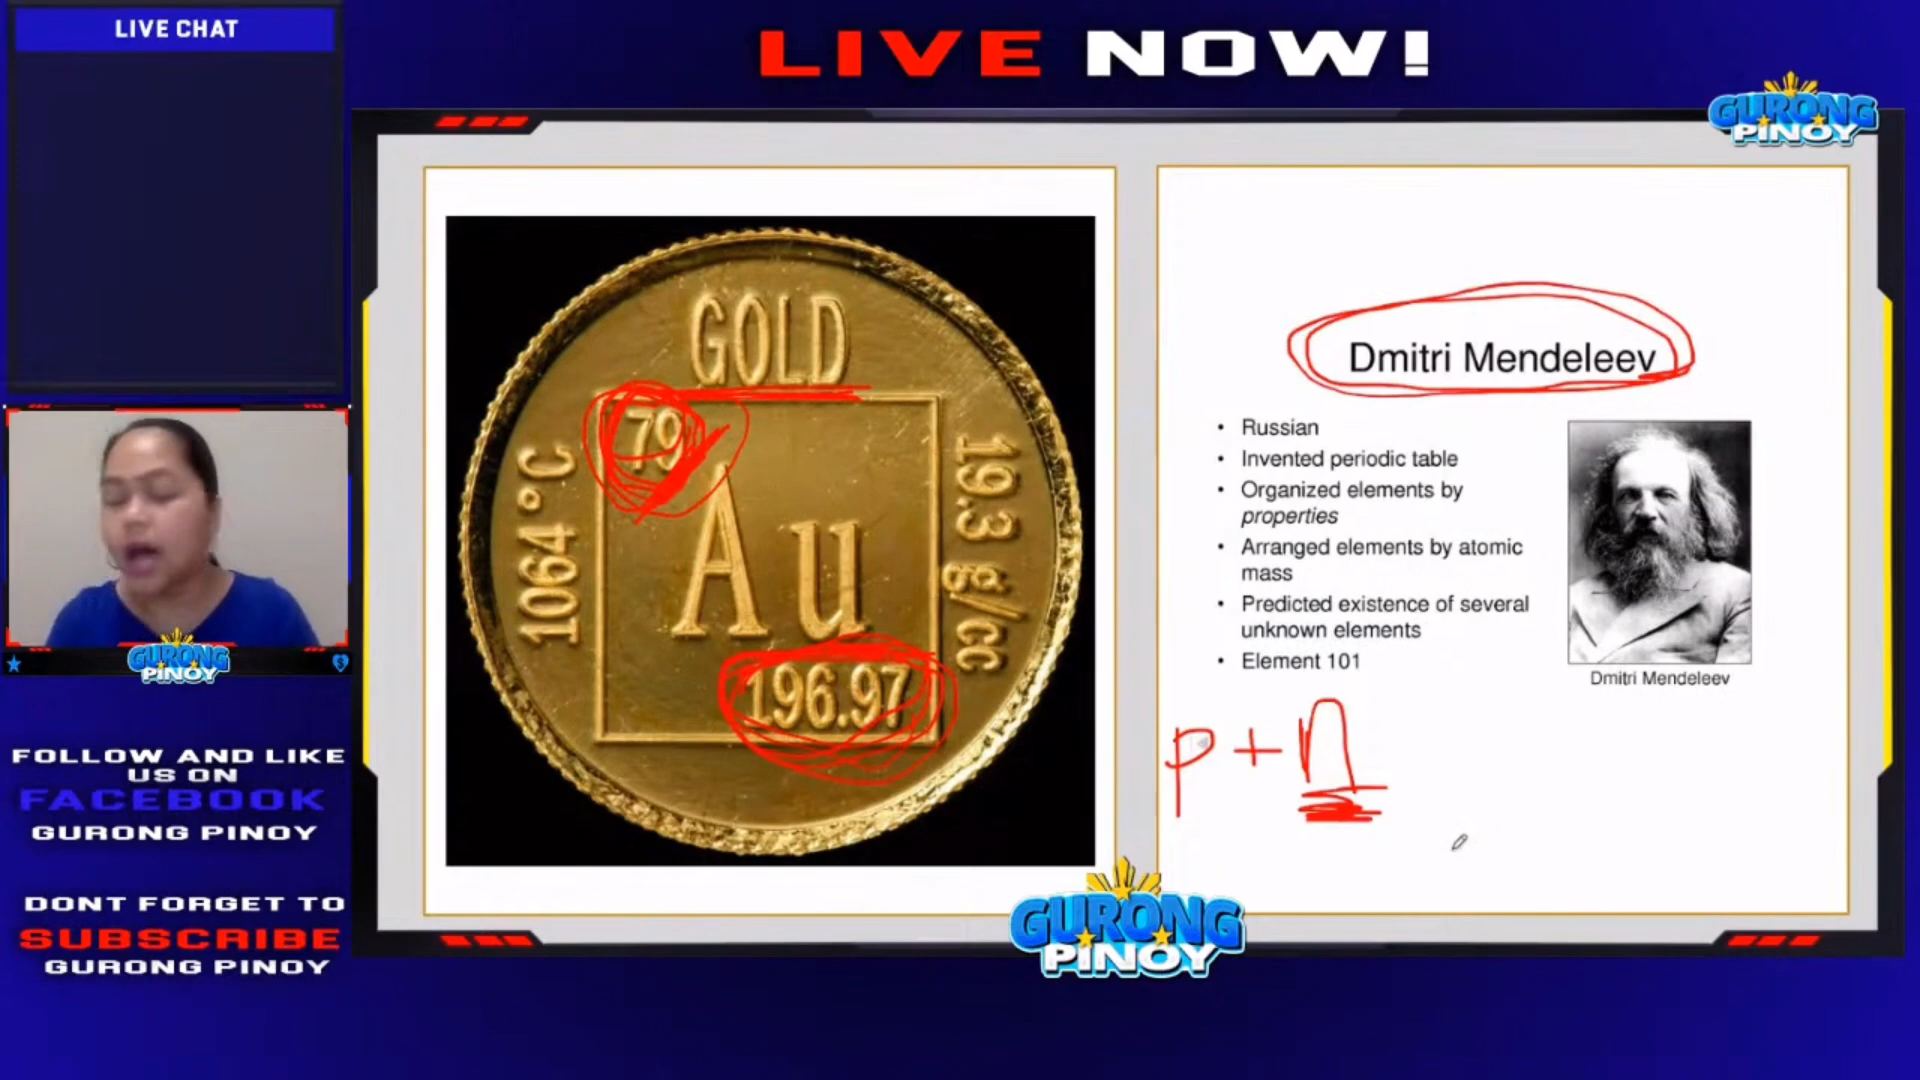 LIVE CHAT
LIVE NOW!
GURONG
PINOY
GOLD
79
Au
196.97
1064 °C
19.3 g/cc
Dmitri Mendeleev
• Russian
• Invented periodic table
• Organized elements by
properties
• Arranged elements by atomic
mass
• Predicted existence of several
unknown elements
• Element 101
Dmitri Mendeleev
p + n
GURONG
PINOY
FOLLOW AND LIKE
US ON
FACEBOOK
GURONG PINOY
DONT FORGET TO
SUBSCRIBE
GURONG PINOY
GURONG
PINOY